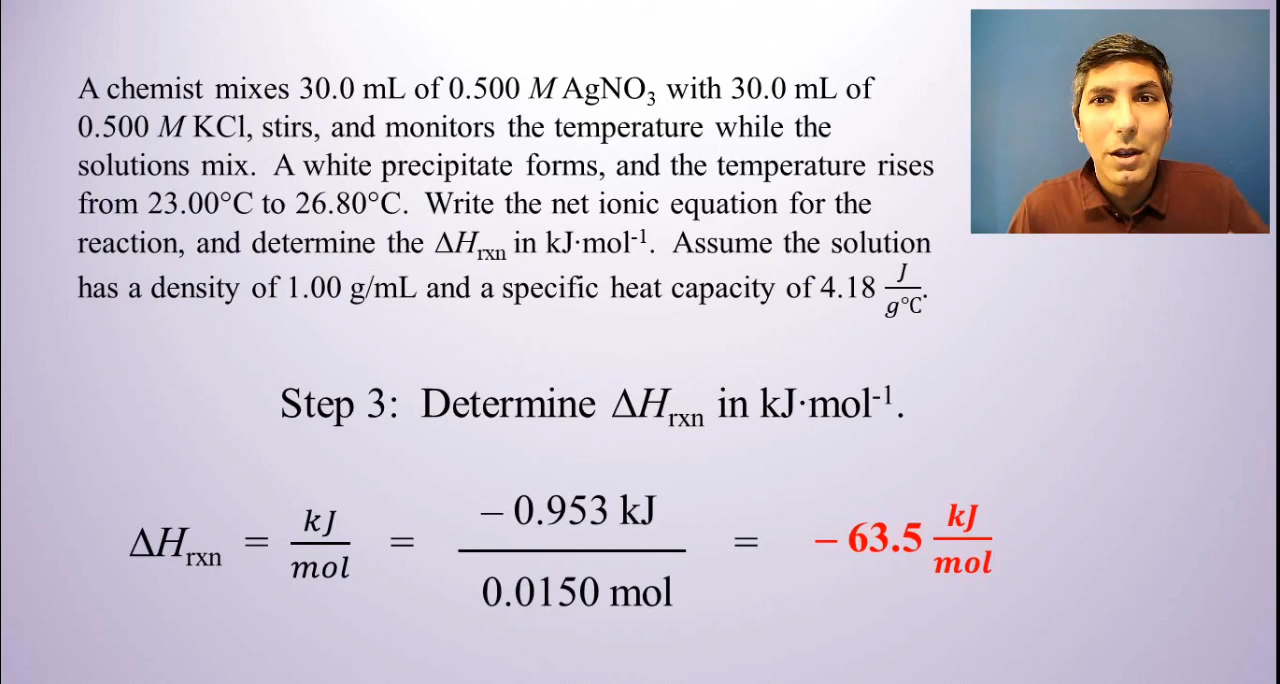 A chemist mixes 30.0 mL of 0.500 M AgNO₃ with 30.0 mL of
0.500 M KCl, stirs, and monitors the temperature while the
solutions mix. A white precipitate forms, and the temperature rises
from 23.00°C to 26.80°C. Write the net ionic equation for the
reaction, and determine the ΔHrxn in kJ·mol⁻¹. Assume the solution
has a density of 1.00 g/mL and a specific heat capacity of 4.18 J/g°C.
Step 3: Determine ΔHrxn in kJ·mol⁻¹.
ΔHrxn = kJ/mol = – 0.953 kJ/0.0150 mol = – 63.5 kJ/mol